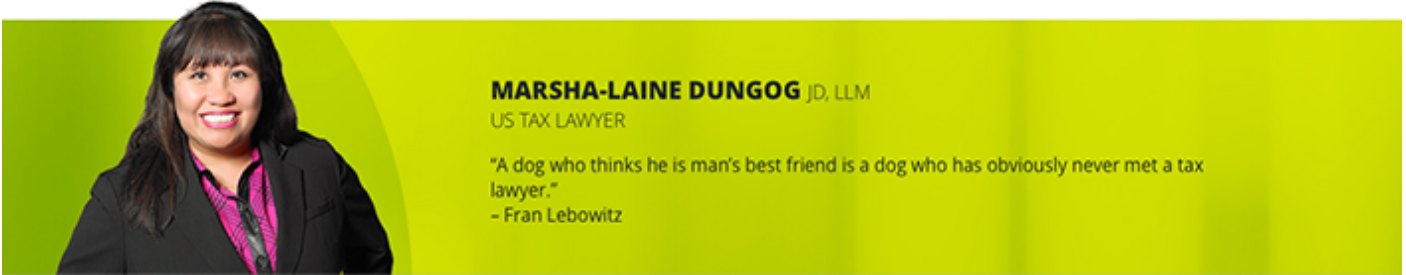 MARSHA-LAINE DUNGOG JD, LLM
US TAX LAWYER
“A dog who thinks he is man’s best friend is a dog who has obviously never met a tax
lawyer.”
– Fran Lebowitz